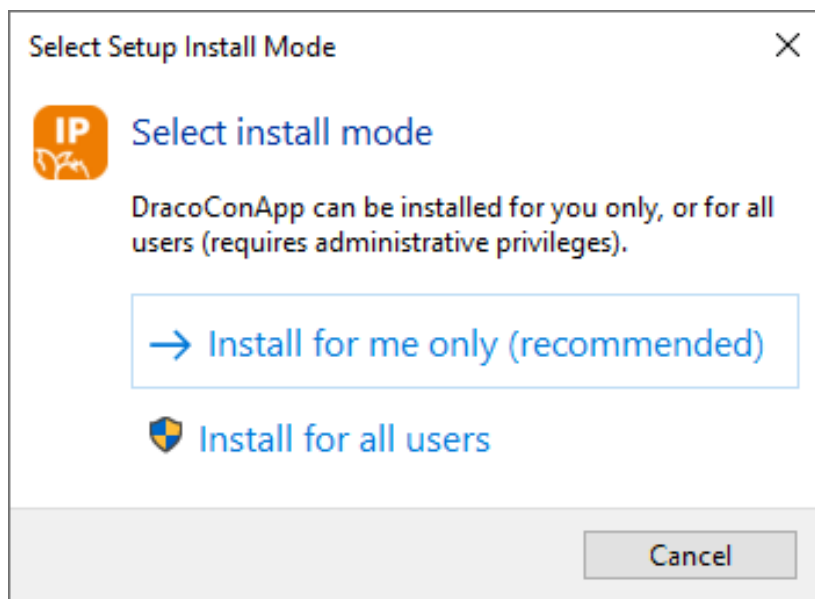 Select Setup Install Mode
IP
Select install mode
DracoConApp can be installed for you only, or for all
users (requires administrative privileges).
Install for me only (recommended)
Install for all users
Cancel